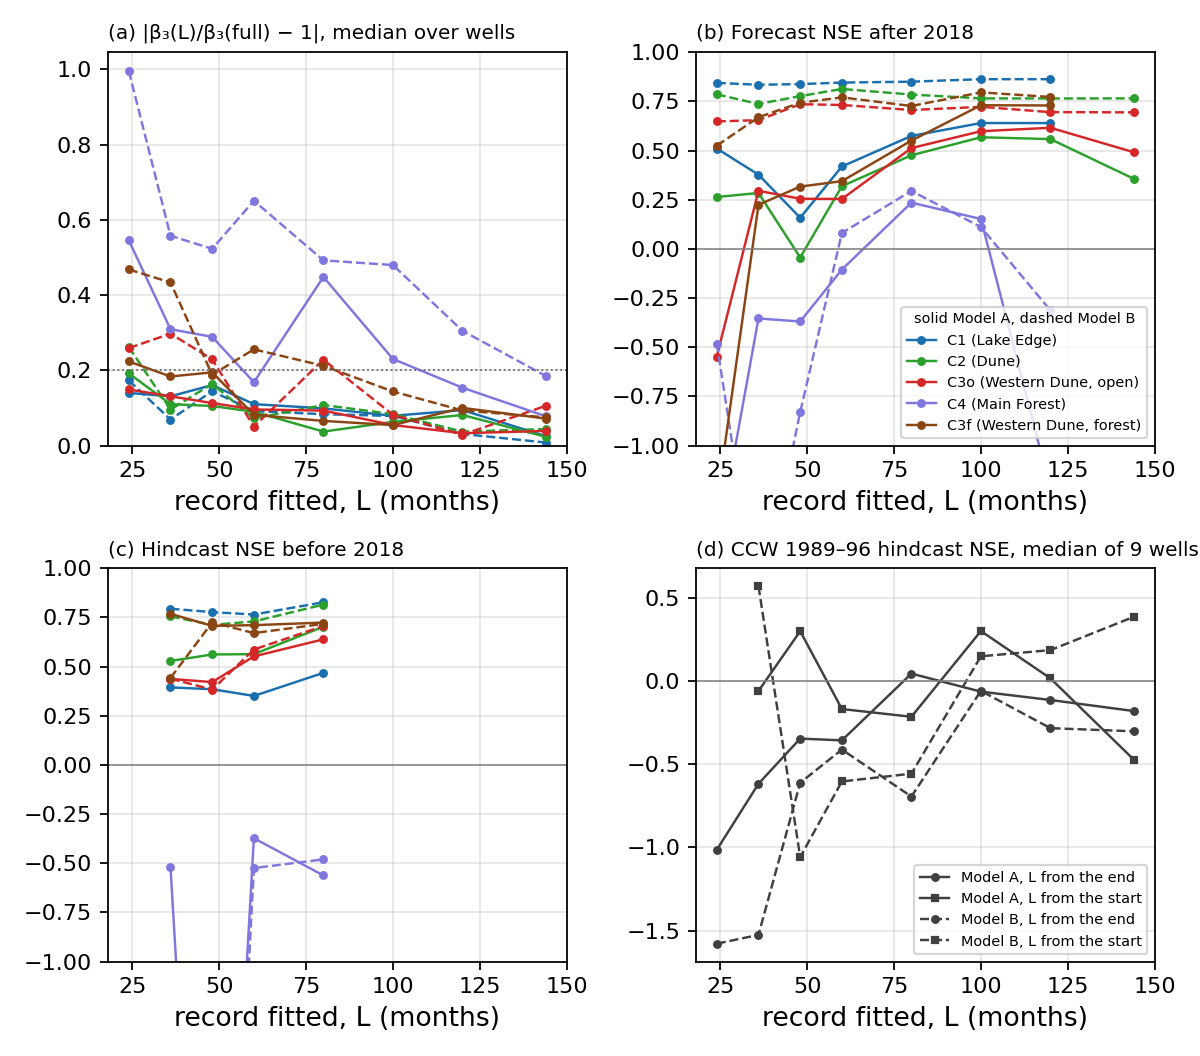 (a) |β₃(L)/β₃(full) − 1|, median over wells
1.0
0.8
0.6
0.4
0.2
0.0
25
50
75
100
125
150
record fitted, L (months)
(b) Forecast NSE after 2018
1.00
0.75
0.50
0.25
0.00
−0.25
−0.50
−0.75
−1.00
solid Model A, dashed Model B
C1 (Lake Edge)
C2 (Dune)
C3o (Western Dune, open)
C4 (Main Forest)
C3f (Western Dune, forest)
25
50
75
100
125
150
record fitted, L (months)
(c) Hindcast NSE before 2018
1.00
0.75
0.50
0.25
0.00
−0.25
−0.50
−0.75
−1.00
25
50
75
100
125
150
record fitted, L (months)
(d) CCW 1989–96 hindcast NSE, median of 9 wells
0.5
0.0
−0.5
−1.0
−1.5
Model A, L from the end
Model A, L from the start
Model B, L from the end
Model B, L from the start
25
50
75
100
125
150
record fitted, L (months)